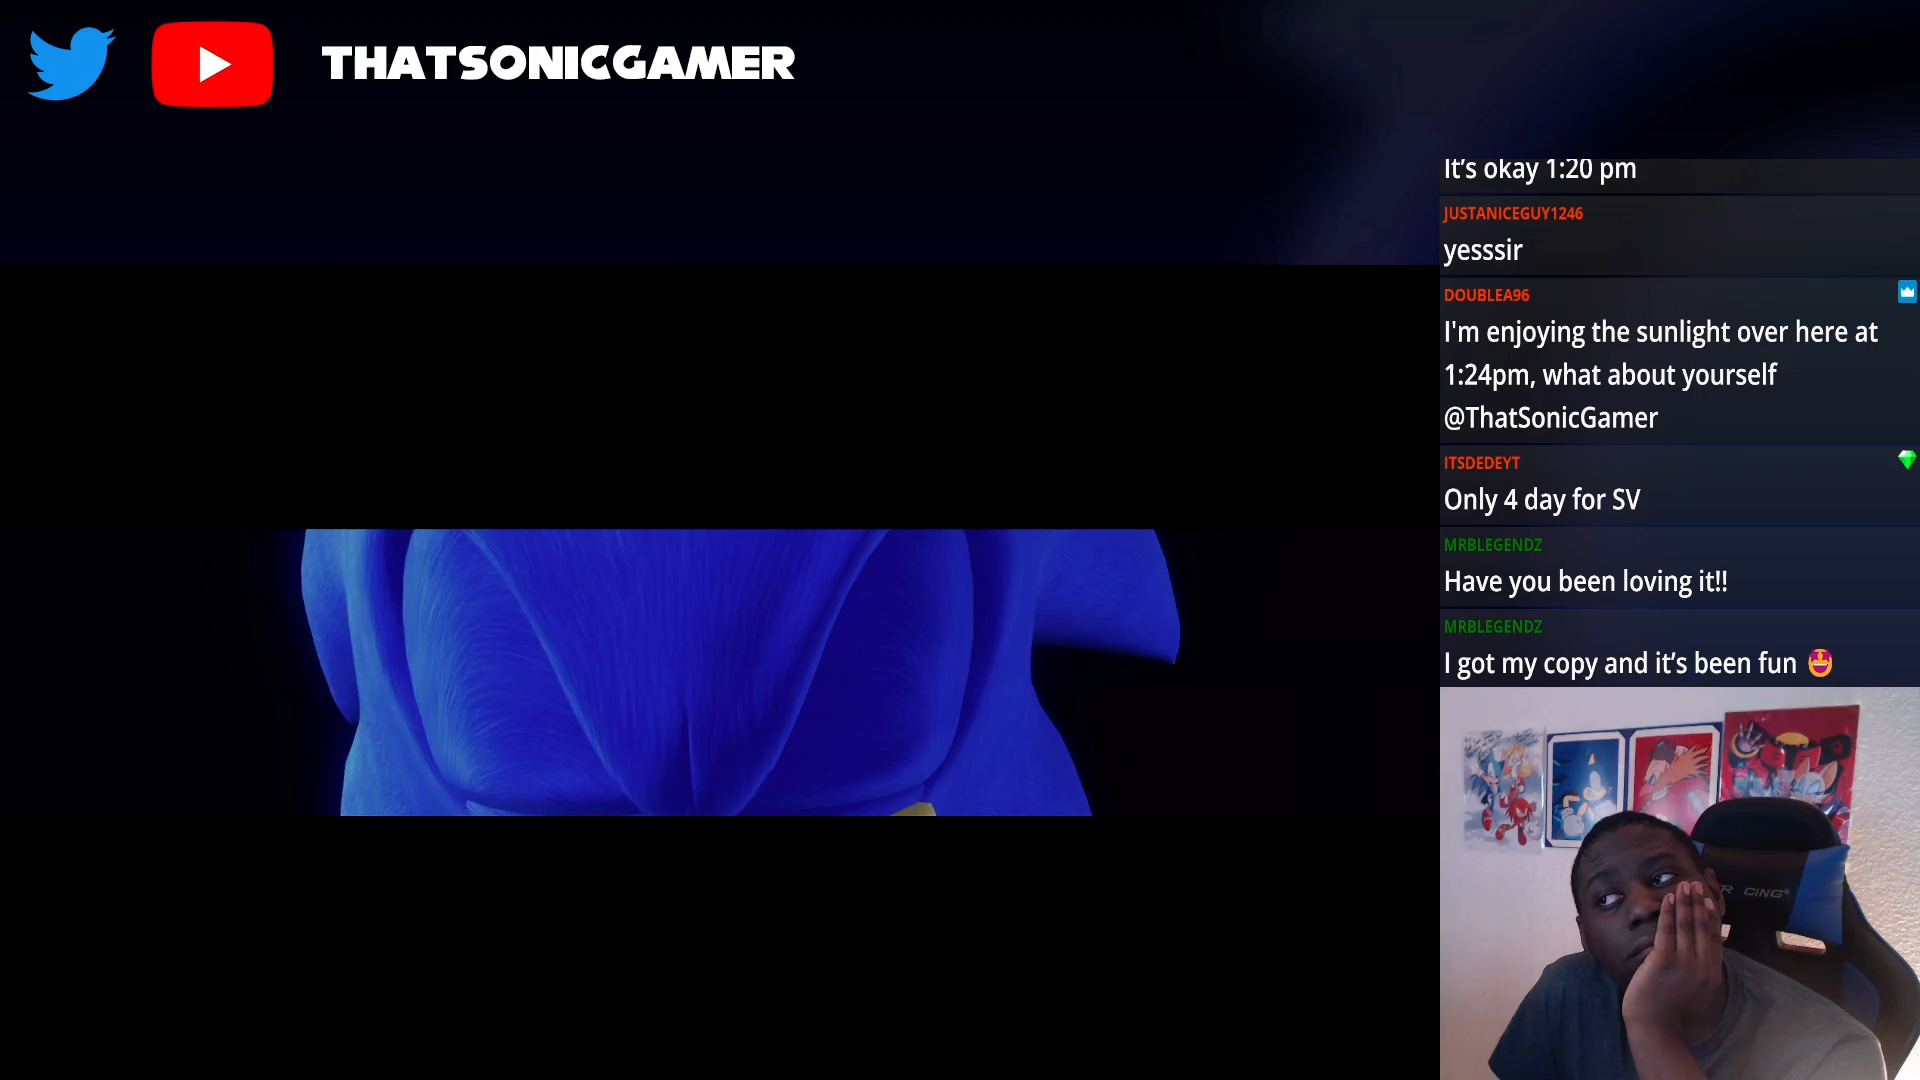 THATSONICGAMER
It's okay 1:20 pm
JUSTANICEGUY1246
yesssir
DOUBLEA96
I'm enjoying the sunlight over here at
1:24pm, what about yourself
@ThatSonicGamer
ITSDEDEYT
Only 4 day for SV
MRBLEGENDZ
Have you been loving it!!
MRBLEGENDZ
I got my copy and it's been fun 🤩
CING